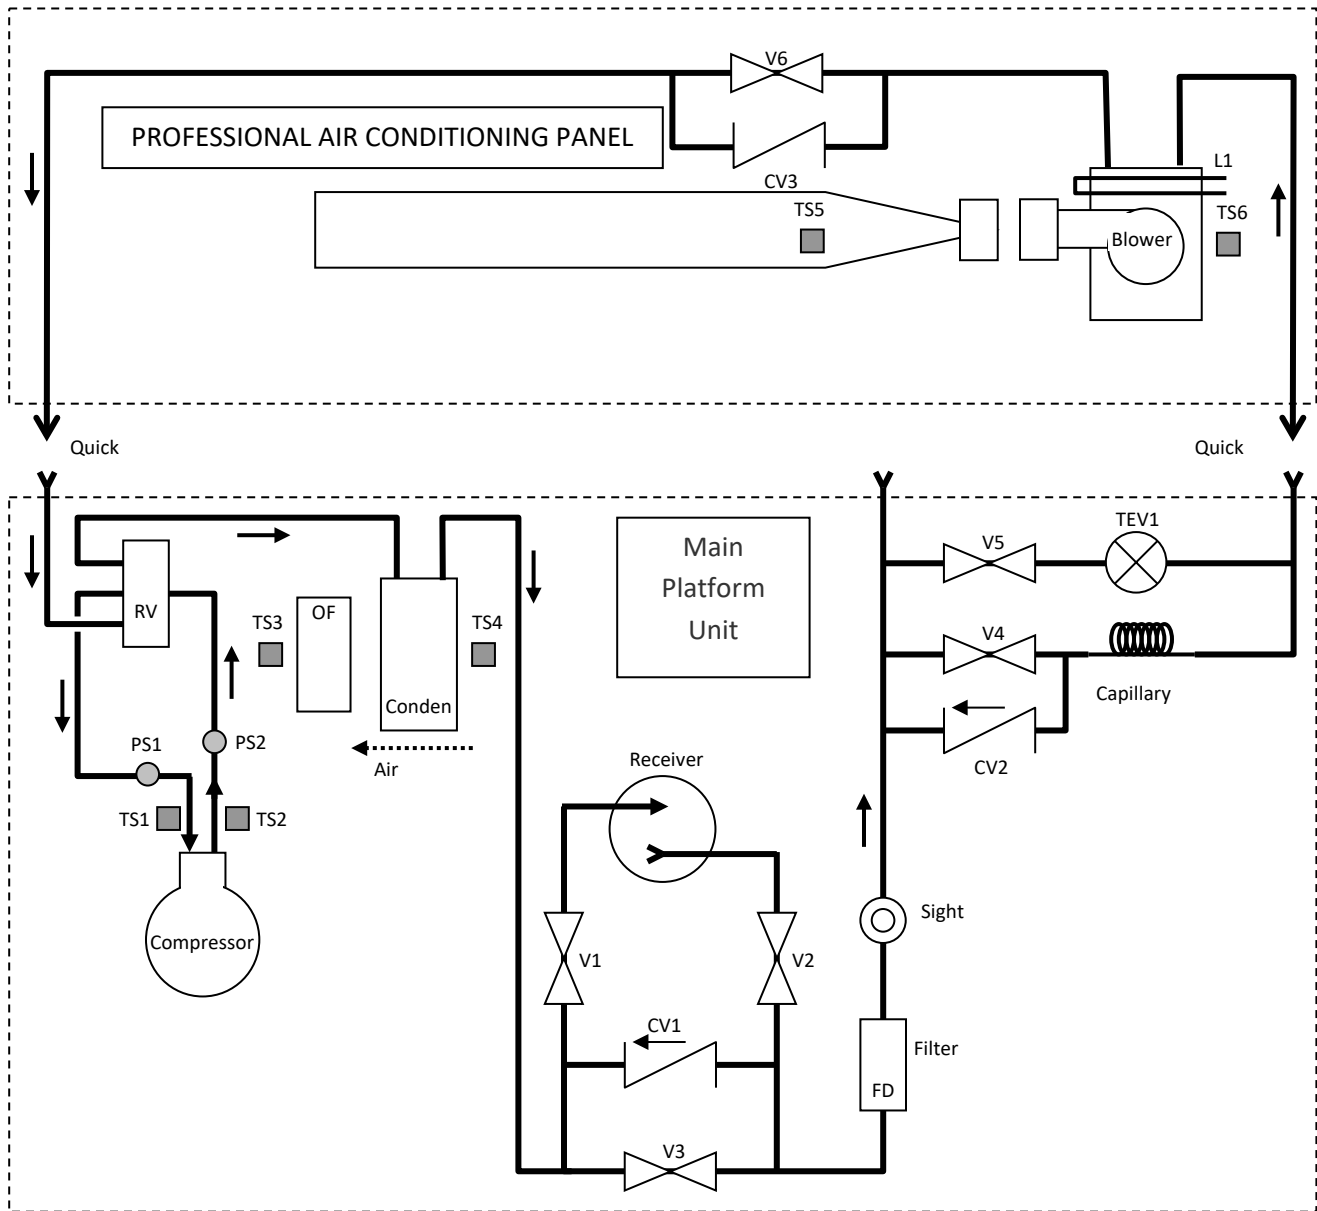 V6
PROFESSIONAL AIR CONDITIONING PANEL
CV3
L1
TS5
TS6
Blower
Quick
Quick
TEV1
V5
Main
Platform
Unit
RV
OF
TS3
TS4
V4
Conden
Capillary
PS1
PS2
Air
Receiver
CV2
TS1
TS2
Sight
Compressor
V1
V2
CV1
Filter
FD
V3